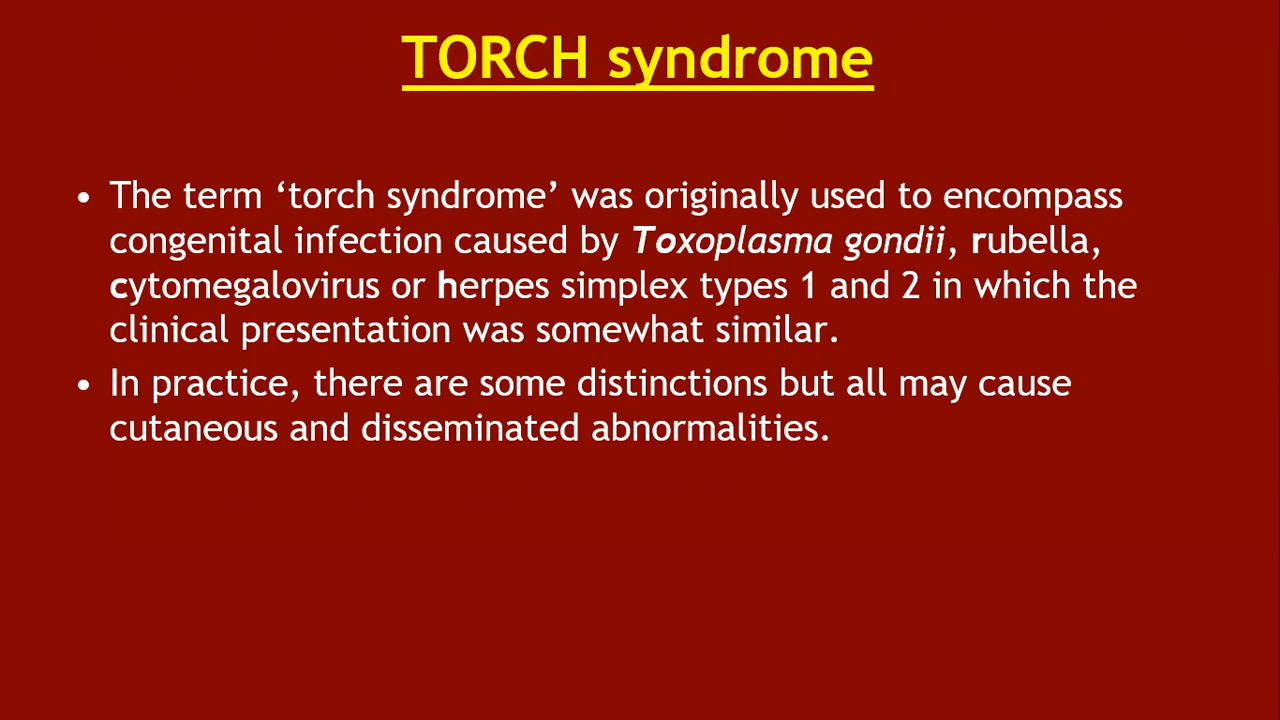 TORCH syndrome
• The term ‘torch syndrome’ was originally used to encompass
congenital infection caused by Toxoplasma gondii, rubella,
cytomegalovirus or herpes simplex types 1 and 2 in which the
clinical presentation was somewhat similar.
• In practice, there are some distinctions but all may cause
cutaneous and disseminated abnormalities.